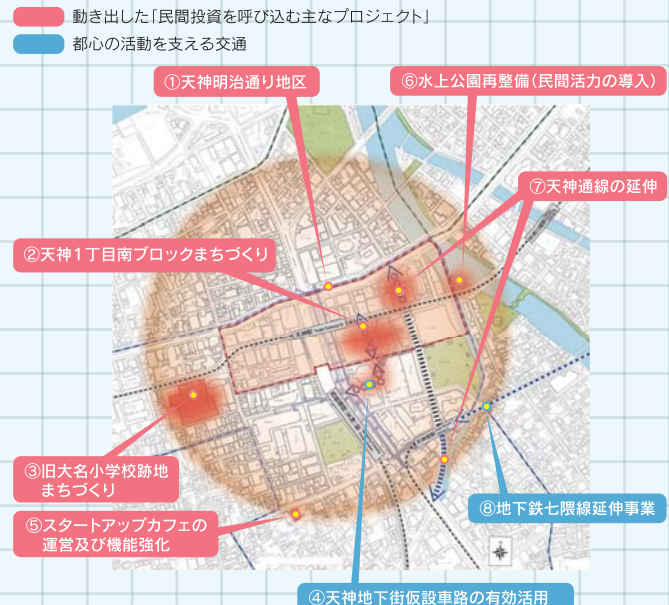 動き出した「民間投資を呼び込む主なプロジェクト」
都心の活動を支える交通
①天神明治通り地区
⑥水上公園再整備（民間活力の導入）
⑦天神通線の延伸
②天神１丁目南ブロックまちづくり
③旧大名小学校跡地
まちづくり
⑧地下鉄七隈線延伸事業
⑤スタートアップカフェの
運営及び機能強化
④天神地下街仮設車路の有効活用